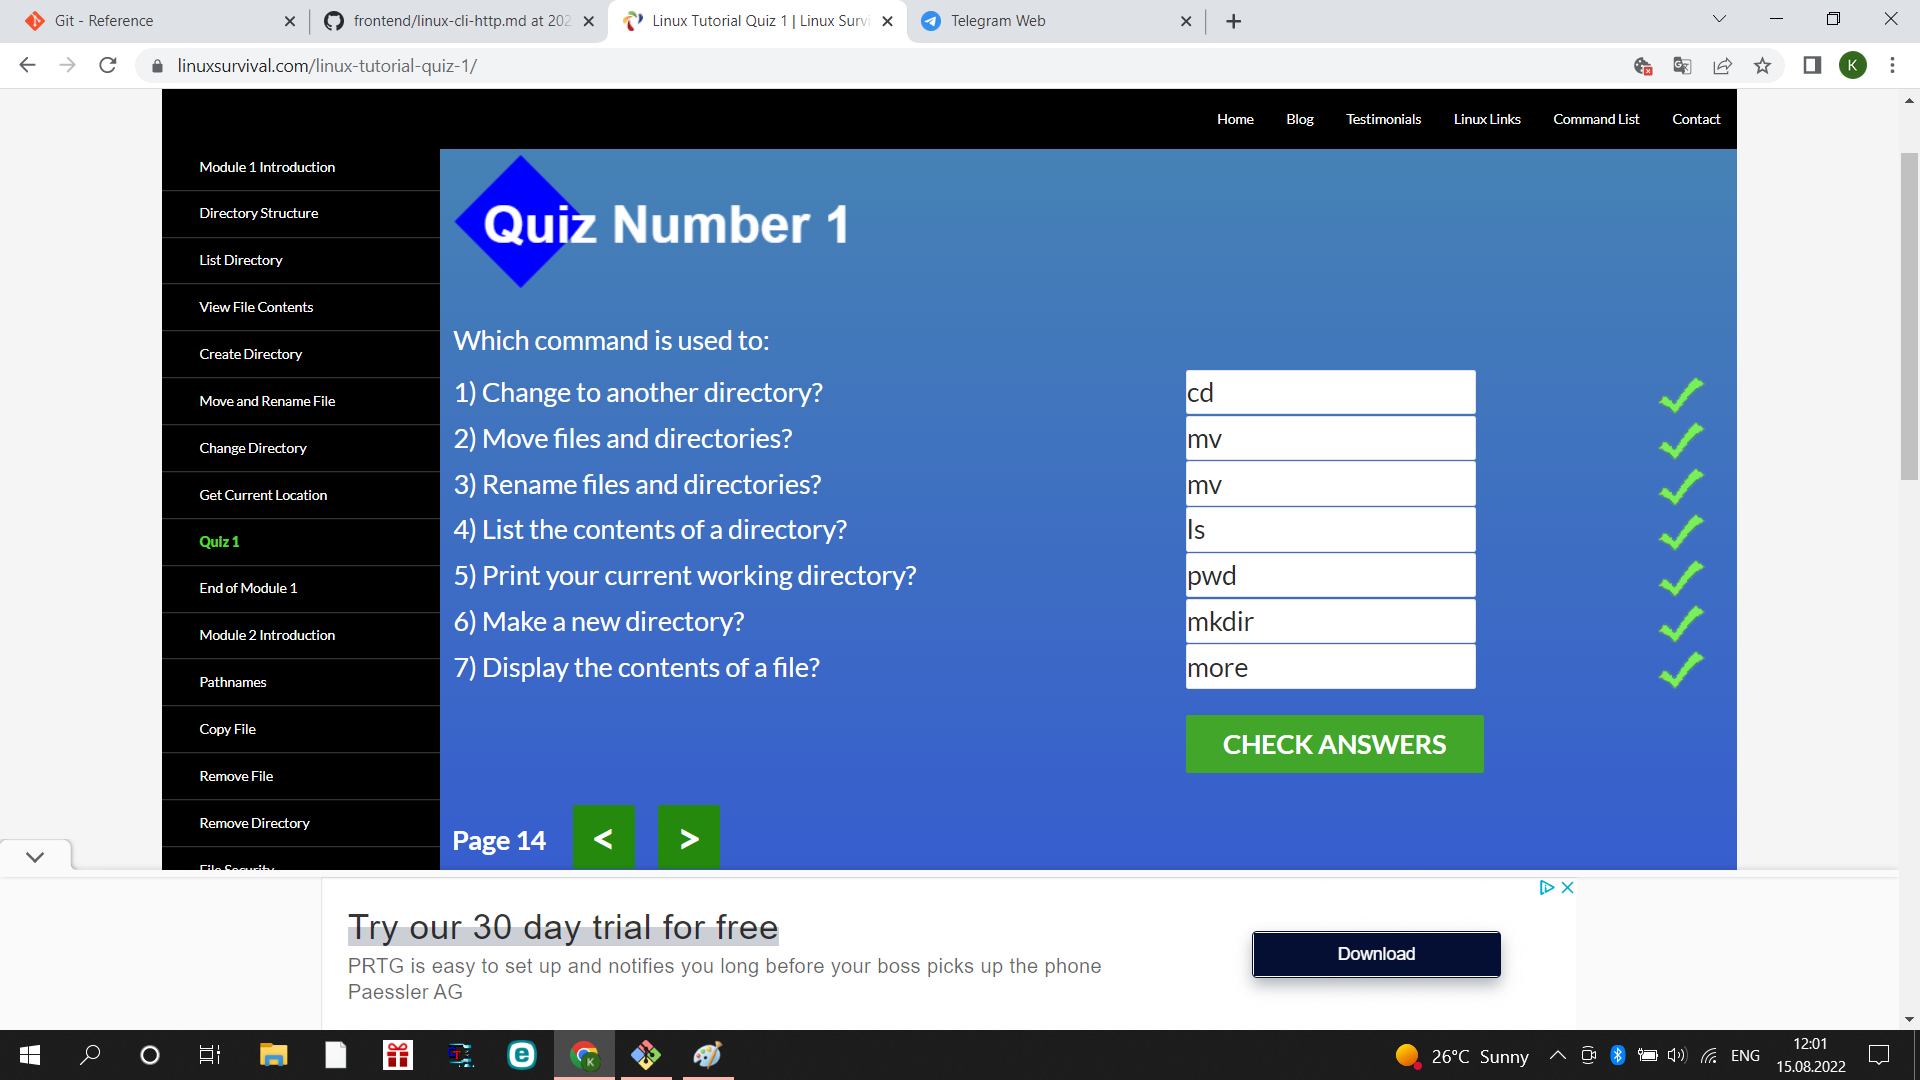 Git - Reference
frontend/linux-cli-http.md at 202
Linux Tutorial Quiz 1 | Linux Survi
Telegram Web
linuxsurvival.com/linux-tutorial-quiz-1/
K
Home Blog Testimonials Linux Links Command List Contact
Module 1 Introduction
Directory Structure
List Directory
View File Contents
Create Directory
Move and Rename File
Change Directory
Get Current Location
Quiz 1
End of Module 1
Module 2 Introduction
Pathnames
Copy File
Remove File
Remove Directory
File Security
Quiz Number 1
Which command is used to:
1) Change to another directory? cd
2) Move files and directories? mv
3) Rename files and directories? mv
4) List the contents of a directory? ls
5) Print your current working directory? pwd
6) Make a new directory? mkdir
7) Display the contents of a file? more
CHECK ANSWERS
Page 14 < >
Try our 30 day trial for free
PRTG is easy to set up and notifies you long before your boss picks up the phone
Paessler AG
Download
26°C Sunny
ENG
12:01
15.08.2022